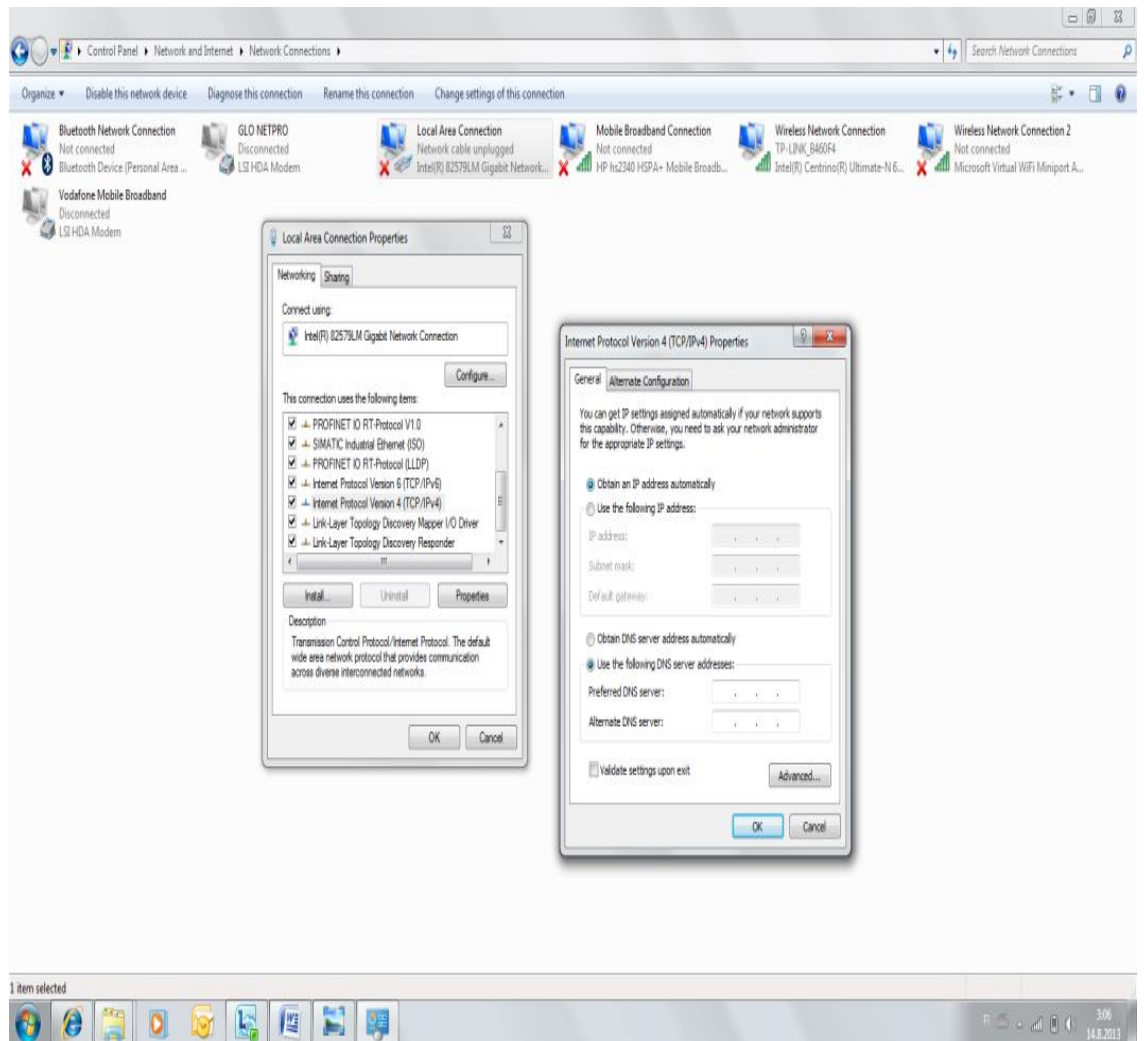 Control Panel ▸ Network and Internet ▸ Network Connections ▸
Search Network Connections
Organize ▾ Disable this network device Diagnose this connection Rename this connection Change settings of this connection
Bluetooth Network Connection
Not connected
Bluetooth Device (Personal Area ...
GLO NETPRO
Disconnected
LSI HDA Modem
Local Area Connection
Network cable unplugged
Intel(R) 82579LM Gigabit Network...
Mobile Broadband Connection
Not connected
HP hs2340 HSPA+ Mobile Broadb...
Wireless Network Connection
TP-LINK_B460F4
Intel(R) Centrino(R) Ultimate-N 6...
Wireless Network Connection 2
Not connected
Microsoft Virtual WiFi Miniport A...
Vodafone Mobile Broadband
Disconnected
LSI HDA Modem
Local Area Connection Properties
Networking Sharing
Connect using:
Intel(R) 82579LM Gigabit Network Connection
Configure...
This connection uses the following items:
PROFINET IO RT-Protocol V1.0
SIMATIC Industrial Ethernet (ISO)
PROFINET IO RT-Protocol (LLDP)
Internet Protocol Version 6 (TCP/IPv6)
Internet Protocol Version 4 (TCP/IPv4)
Link-Layer Topology Discovery Mapper I/O Driver
Link-Layer Topology Discovery Responder
Install... Uninstall Properties
Description
Transmission Control Protocol/Internet Protocol. The default
wide area network protocol that provides communication
across diverse interconnected networks.
OK Cancel
Internet Protocol Version 4 (TCP/IPv4) Properties
General Alternate Configuration
You can get IP settings assigned automatically if your network supports
this capability. Otherwise, you need to ask your network administrator
for the appropriate IP settings.
Obtain an IP address automatically
Use the following IP address:
IP address: . . .
Subnet mask: . . .
Default gateway: . . .
Obtain DNS server address automatically
Use the following DNS server addresses:
Preferred DNS server: . . .
Alternate DNS server: . . .
Validate settings upon exit
Advanced...
OK Cancel
1 item selected
FI
3:06
14.8.2013